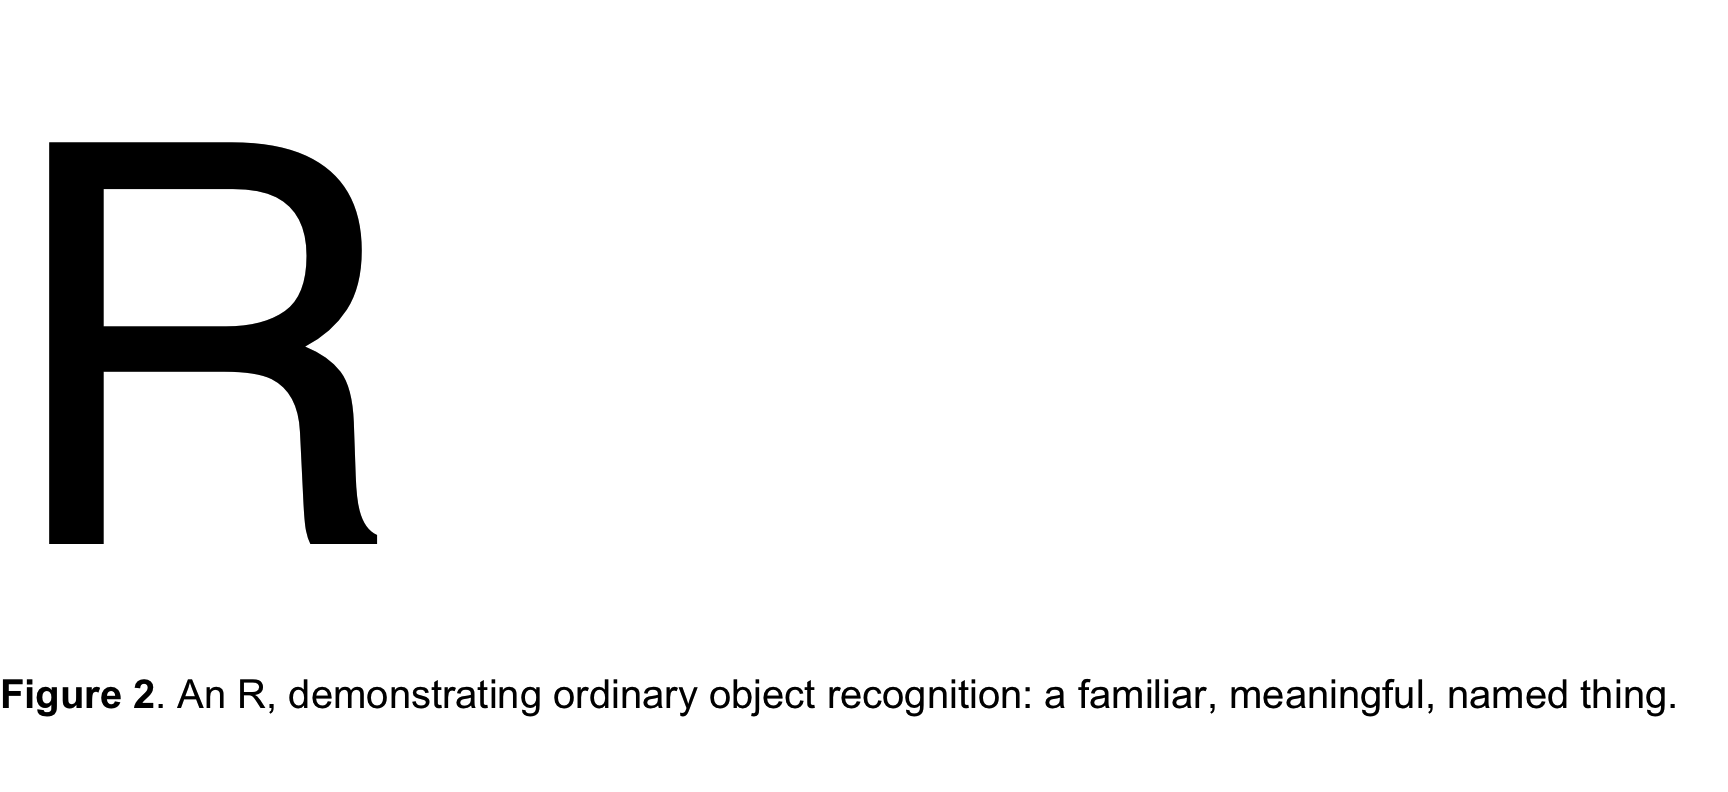 R
Figure 2. An R, demonstrating ordinary object recognition: a familiar, meaningful, named thing.